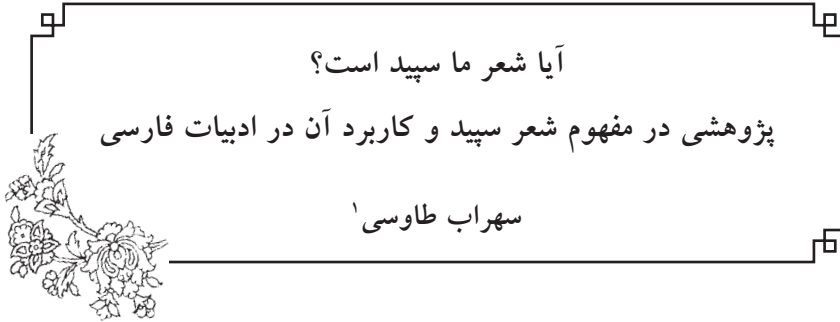 آیا شعر ما سپید است؟
پژوهشی در مفهوم شعر سپید و کاربرد آن در ادبیات فارسی
سهراب طاوسی۱